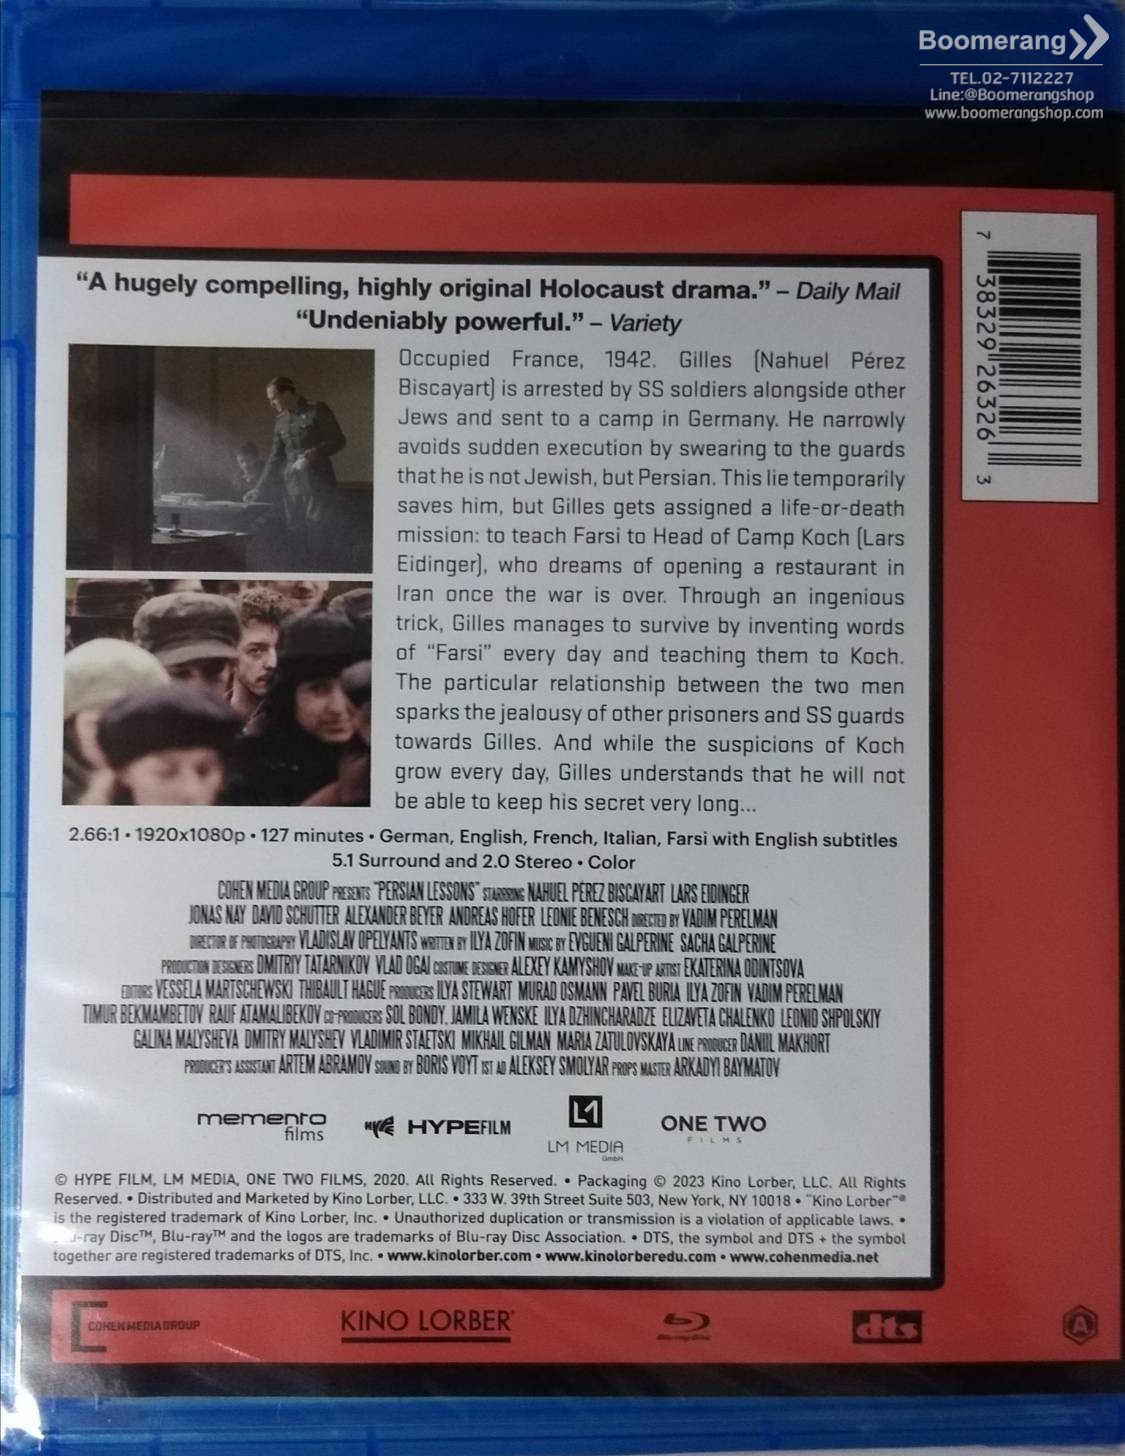 Boomerang
TEL.02-7112227
Line:@Boomerangshop
www.boomerangshop.com
7 38329 26326 3
“A hugely compelling, highly original Holocaust drama.” – Daily Mail
“Undeniably powerful.” – Variety
Occupied France, 1942. Gilles (Nahuel Pérez
Biscayart) is arrested by SS soldiers alongside other
Jews and sent to a camp in Germany. He narrowly
avoids sudden execution by swearing to the guards
that he is not Jewish, but Persian. This lie temporarily
saves him, but Gilles gets assigned a life-or-death
mission: to teach Farsi to Head of Camp Koch (Lars
Eidinger), who dreams of opening a restaurant in
Iran once the war is over. Through an ingenious
trick, Gilles manages to survive by inventing words
of “Farsi” every day and teaching them to Koch.
The particular relationship between the two men
sparks the jealousy of other prisoners and SS guards
towards Gilles. And while the suspicions of Koch
grow every day, Gilles understands that he will not
be able to keep his secret very long...
2.66:1 • 1920x1080p • 127 minutes • German, English, French, Italian, Farsi with English subtitles
5.1 Surround and 2.0 Stereo • Color
COHEN MEDIA GROUP PRESENTS "PERSIAN LESSONS" STARRRING NAHUEL PÉREZ BISCAYART LARS EIDINGER
JONAS NAY DAVID SCHÜTTER ALEXANDER BEYER ANDREAS HOFER LEONIE BENESCH DIRECTED BY VADIM PERELMAN
DIRECTOR OF PHOTOGRAPHY VLADISLAV OPELYANTS WRITTEN BY ILYA ZOFIN MUSIC BY EVGUENI GALPERINE SACHA GALPERINE
PRODUCTION DESIGNERS DMITRIY TATARNIKOV VLAD OGAI COSTUME DESIGNER ALEXEY KAMYSHOV MAKE-UP ARTIST EKATERINA ODINTSOVA
EDITORS VESSELA MARTSCHEWSKI THIBAULT HAGUE PRODUCERS ILYA STEWART MURAD OSMANN PAVEL BURIA ILYA ZOFIN VADIM PERELMAN
TIMUR BEKMAMBETOV RAUF ATAMALIBEKOV CO-PRODUCERS SOL BONDY, JAMILA WENSKE ILYA DZHINCHARADZE ELIZAVETA CHALENKO LEONID SHPOLSKIY
GALINA MALYSHEVA DMITRY MALYSHEV VLADIMIR STAETSKI MIKHAIL GILMAN MARIA ZATULOVSKAYA LINE PRODUCER DANIIL MAKHORT
PRODUCER'S ASSISTANT ARTEM ABRAMOV SOUND BY BORIS VOYT 1ST AD ALEKSEY SMOLYAR PROPS MASTER ARKADYI BAYMATOV
memento
films
HYPE HYPEFILM
LM MEDIA
GmbH
ONE TWO
FILMS
© HYPE FILM, LM MEDIA, ONE TWO FILMS, 2020. All Rights Reserved. • Packaging © 2023 Kino Lorber, LLC. All Rights
Reserved. • Distributed and Marketed by Kino Lorber, LLC. • 333 W. 39th Street Suite 503, New York, NY 10018 • "Kino Lorber"®
is the registered trademark of Kino Lorber, Inc. • Unauthorized duplication or transmission is a violation of applicable laws. •
Blu-ray Disc™, Blu-ray™ and the logos are trademarks of Blu-ray Disc Association. • DTS, the symbol and DTS + the symbol
together are registered trademarks of DTS, Inc. • www.kinolorber.com • www.kinolorberedu.com • www.cohenmedia.net
COHEN MEDIA GROUP
KINO LORBER
Blu-ray Disc
dts
A